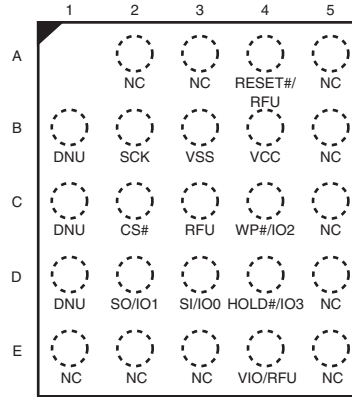 1 2 3 4 5
A
NC NC RESET#/ NC
RFU
B
DNU SCK VSS VCC NC
C
DNU CS# RFU WP#/IO2 NC
D
DNU SO/IO1 SI/IO0 HOLD#/IO3 NC
E
NC NC NC VIO/RFU NC